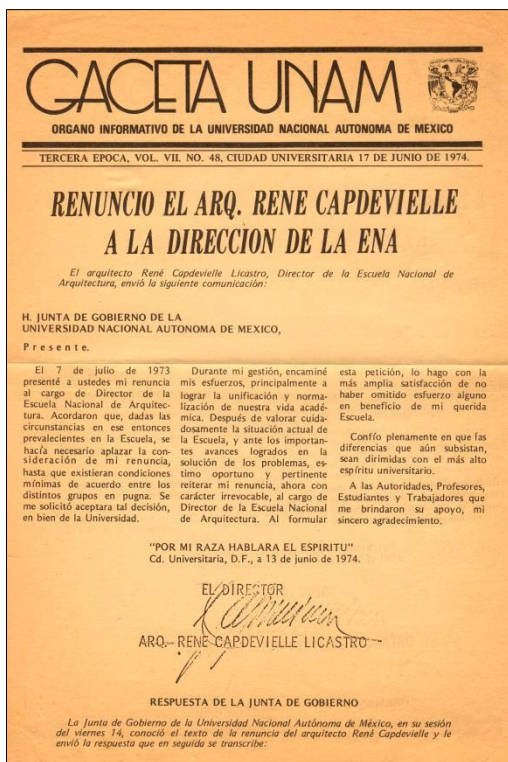 GACETA UNAM
ORGANO INFORMATIVO DE LA UNIVERSIDAD NACIONAL AUTONOMA DE MEXICO
TERCERA EPOCA, VOL. VII. NO. 48, CIUDAD UNIVERSITARIA 17 DE JUNIO DE 1974.
RENUNCIO EL ARQ. RENE CAPDEVIELLE
A LA DIRECCION DE LA ENA
El arquitecto René Capdevielle Licastro, Director de la Escuela Nacional de
Arquitectura, envió la siguiente comunicación:
H. JUNTA DE GOBIERNO DE LA
UNIVERSIDAD NACIONAL AUTONOMA DE MEXICO,
Presente.
El 7 de julio de 1973
presenté a ustedes mi renuncia
al cargo de Director de la
Escuela Nacional de Arquitec-
tura. Acordaron que, dadas las
circunstancias en ese entonces
prevalecientes en la Escuela, se
hacía necesario aplazar la con-
sideración de mi renuncia,
hasta que existieran condiciones
mínimas de acuerdo entre los
distintos grupos en pugna. Se
me solicitó aceptara tal decisión,
en bien de la Universidad.
Durante mi gestión, encaminé
mis esfuerzos, principalmente a
lograr la unificación y norma-
lización de nuestra vida acadé-
mica. Después de valorar cuida-
dosamente la situación actual de
la Escuela, y ante los importan-
tes avances logrados en la
solución de los problemas, es-
timo oportuno y pertinente
reiterar mi renuncia, ahora con
carácter irrevocable, al cargo de
Director de la Escuela Nacional
de Arquitectura. Al formular
esta petición, lo hago con la
más amplia satisfacción de no
haber omitido esfuerzo alguno
en beneficio de mi querida
Escuela.
Confío plenamente en que las
diferencias que aún subsistan,
sean dirimidas con el más alto
espíritu universitario.
A las Autoridades, Profesores,
Estudiantes y Trabajadores que
me brindaron su apoyo, mi
sincero agradecimiento.
"POR MI RAZA HABLARA EL ESPIRITU"
Cd. Universitaria, D.F., a 13 de junio de 1974.
EL DIRECTOR
ARQ. RENE CAPDEVIELLE LICASTRO
RESPUESTA DE LA JUNTA DE GOBIERNO
La Junta de Gobierno de la Universidad Nacional Autónoma de México, en su sesión
del viernes 14, conoció el texto de la renuncia del arquitecto René Capdevielle y le
envió la respuesta que en seguida se transcribe: